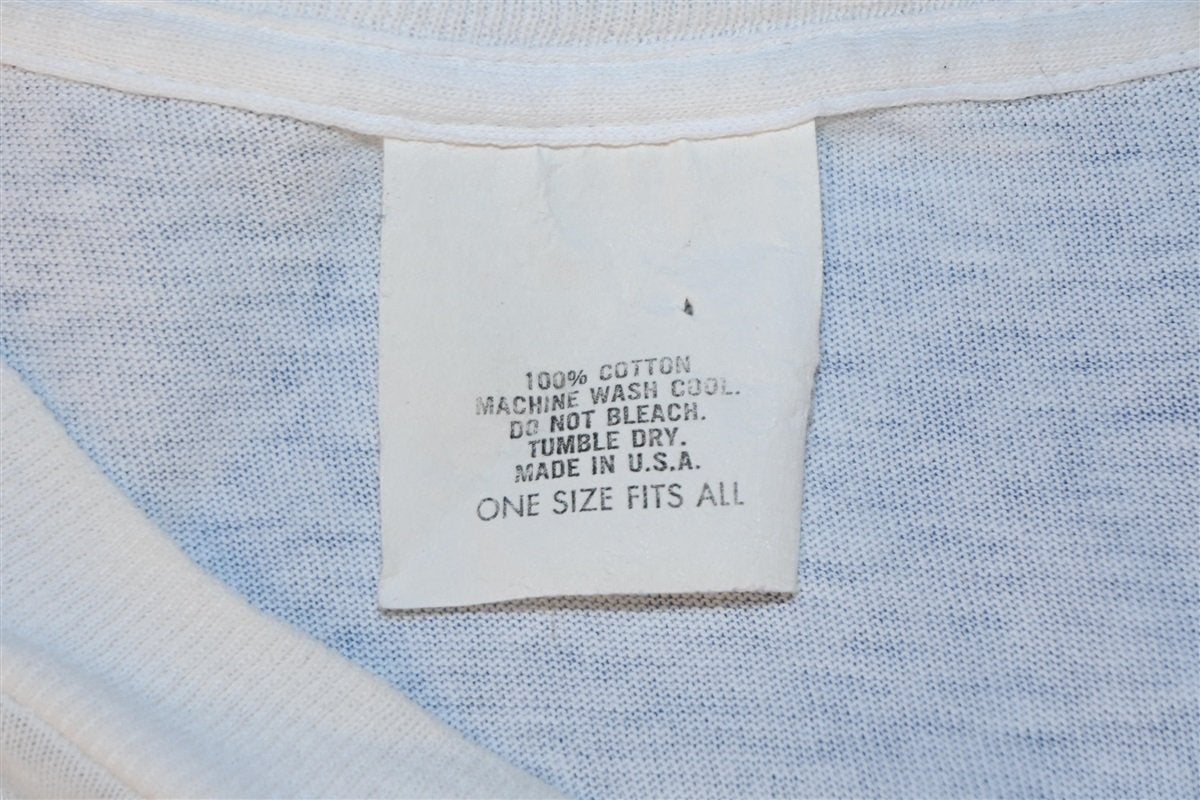 100% COTTON
MACHINE WASH COOL.
DO NOT BLEACH.
TUMBLE DRY.
MADE IN U.S.A.
ONE SIZE FITS ALL